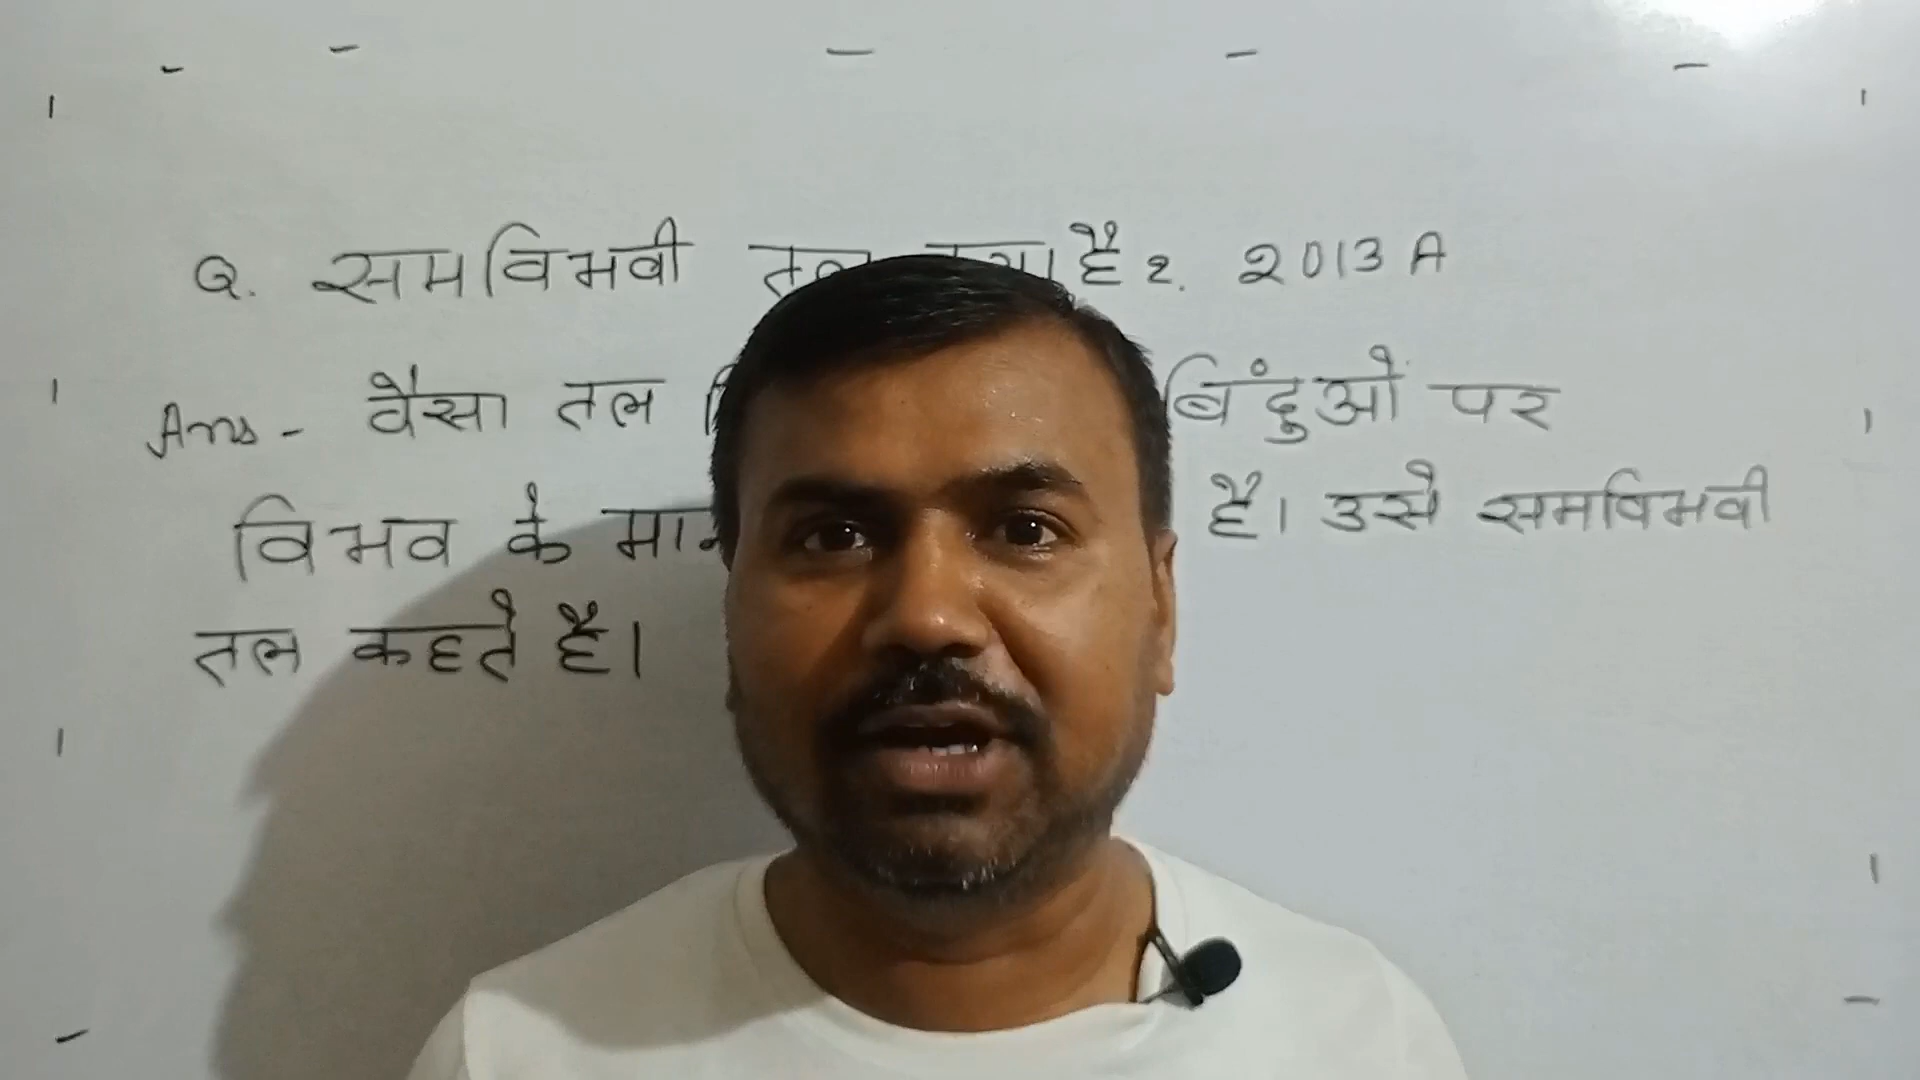 Q. समविभवी तल क्या है? 2013 A
Ans - वैसा तल बिंदुओं पर
विभव के मान है। उसे समविभवी
तल कहते है।